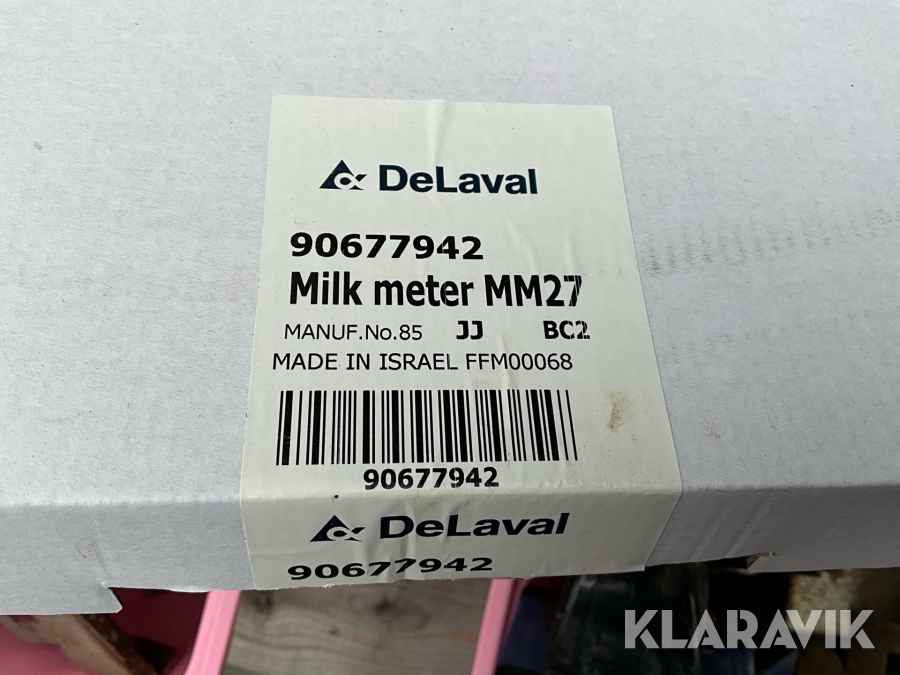 DeLaval
90677942
Milk meter MM27
MANUF.No.85 JJ BC2
MADE IN ISRAEL FFM00068
90677942
DeLaval
90677942
KLARAVIK